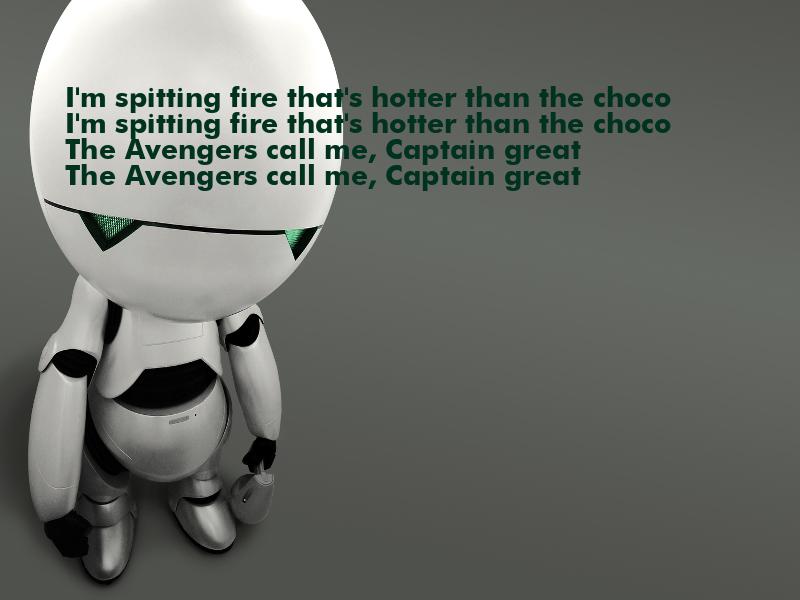 I'm spitting fire that's hotter than the choco
I'm spitting fire that's hotter than the choco
The Avengers call me, Captain great
The Avengers call me, Captain great